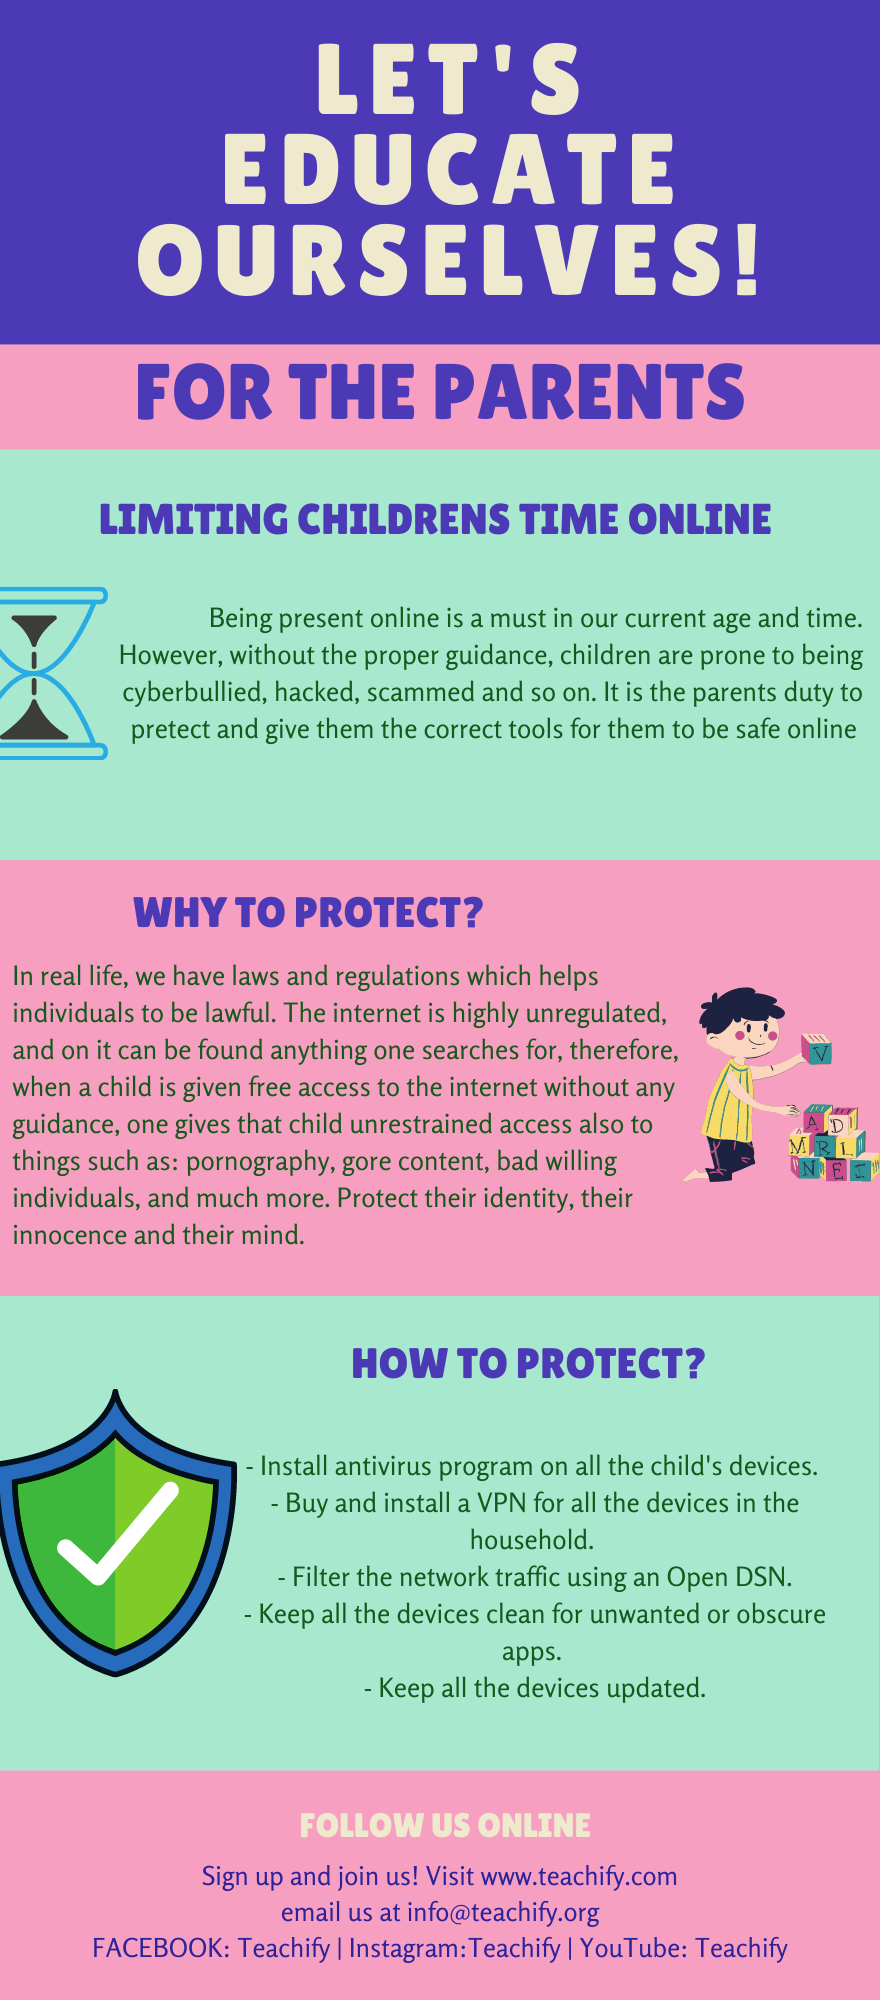 LET'S
EDUCATE
OURSELVES!
FOR THE PARENTS
LIMITING CHILDRENS TIME ONLINE
Being present online is a must in our current age and time.
However, without the proper guidance, children are prone to being
cyberbullied, hacked, scammed and so on. It is the parents duty to
pretect and give them the correct tools for them to be safe online
WHY TO PROTECT?
In real life, we have laws and regulations which helps
individuals to be lawful. The internet is highly unregulated,
and on it can be found anything one searches for, therefore,
when a child is given free access to the internet without any
guidance, one gives that child unrestrained access also to
things such as: pornography, gore content, bad willing
individuals, and much more. Protect their identity, their
innocence and their mind.
V
A D
M R L
N E I
HOW TO PROTECT?
- Install antivirus program on all the child's devices.
- Buy and install a VPN for all the devices in the
household.
- Filter the network traffic using an Open DSN.
- Keep all the devices clean for unwanted or obscure
apps.
- Keep all the devices updated.
FOLLOW US ONLINE
Sign up and join us! Visit www.teachify.com
email us at info@teachify.org
FACEBOOK: Teachify | Instagram:Teachify | YouTube: Teachify